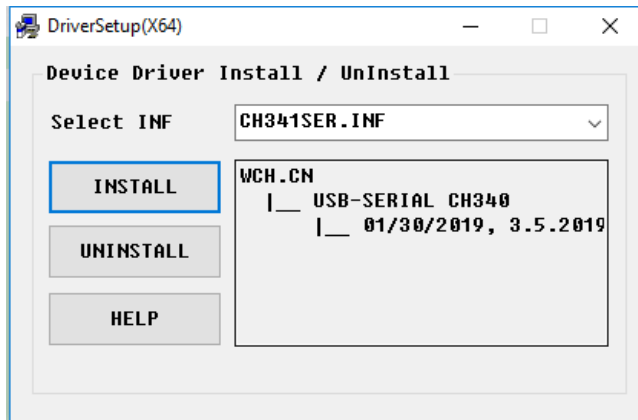 DriverSetup(X64)
Device Driver Install / UnInstall
Select INF
CH341SER.INF
INSTALL
WCH.CN
|__ USB-SERIAL CH340
|__ 01/30/2019, 3.5.2019
UNINSTALL
HELP